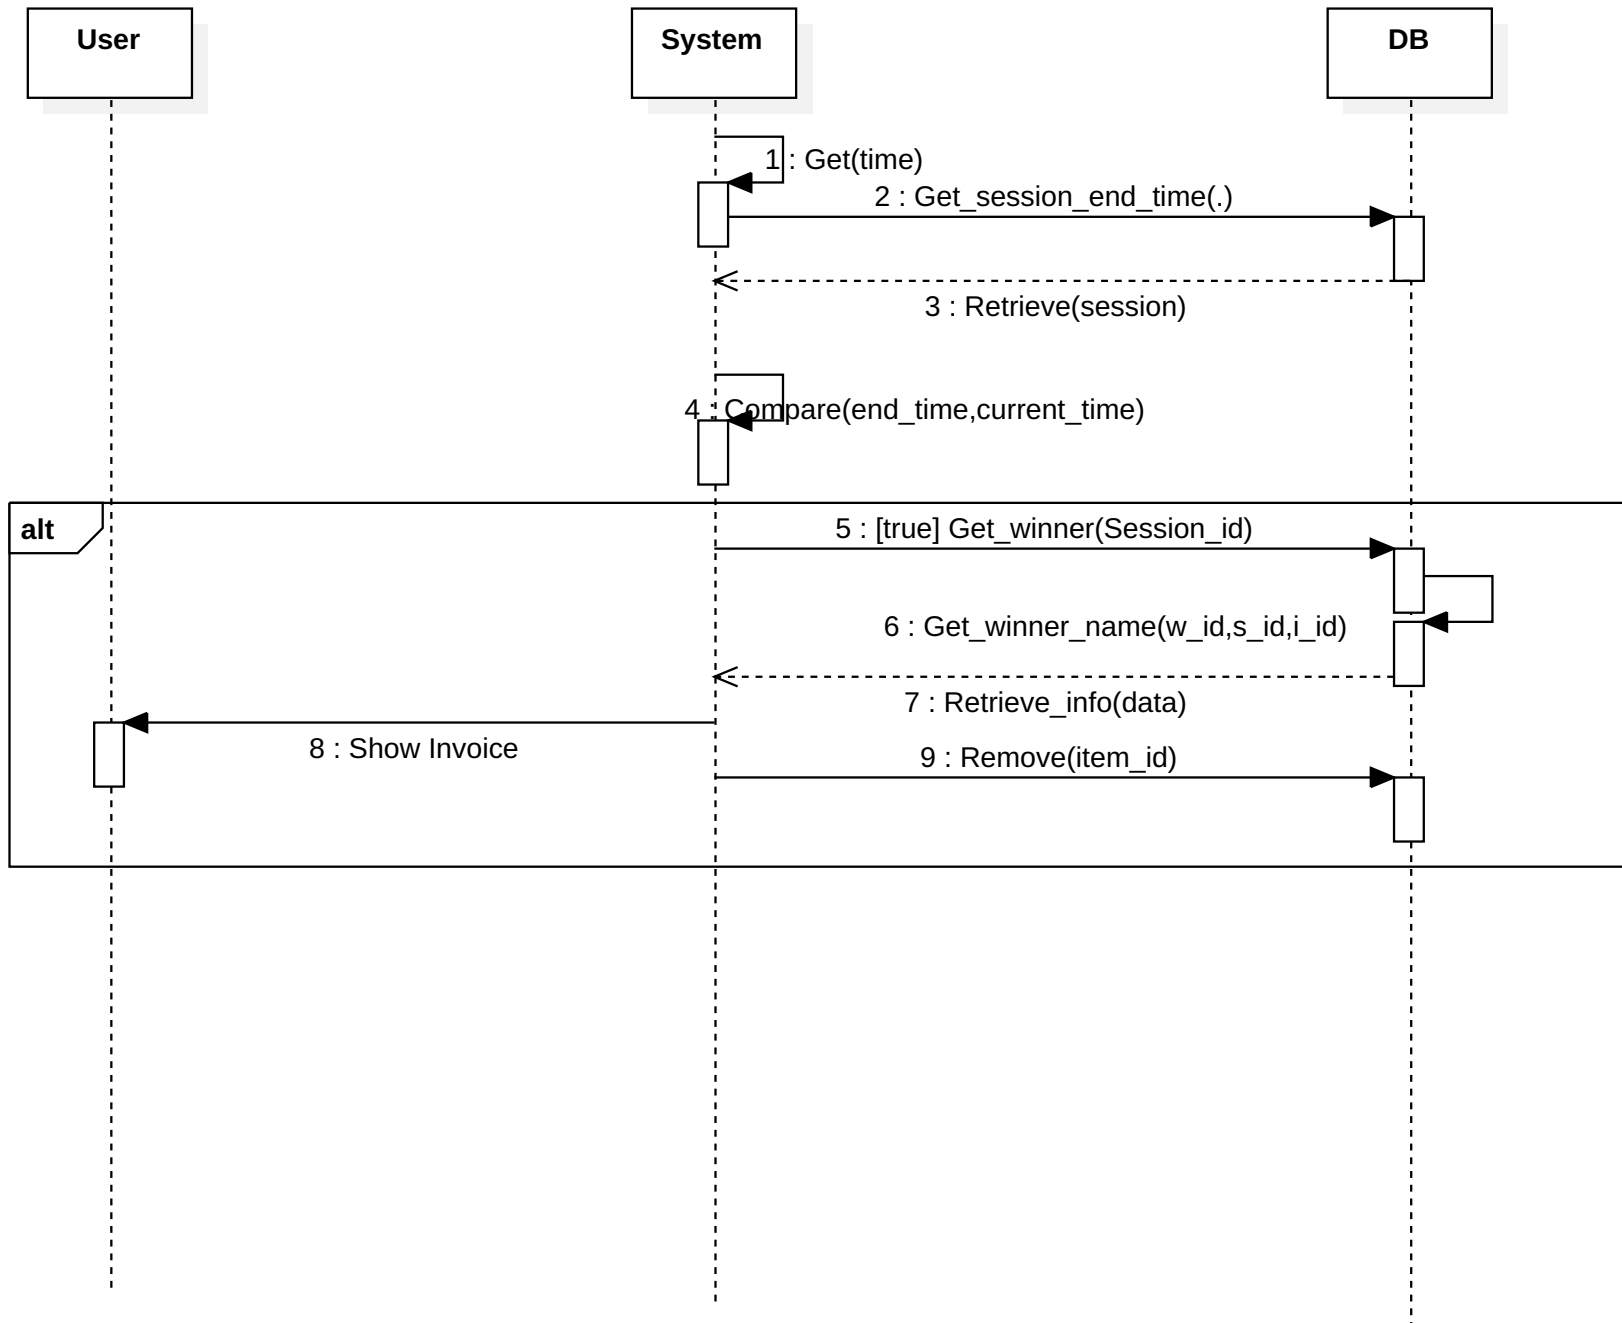 User
System
DB
1 : Get(time)
2 : Get_session_end_time(.)
3 : Retrieve(session)
4 : Compare(end_time,current_time)
alt
5 : [true] Get_winner(Session_id)
6 : Get_winner_name(w_id,s_id,i_id)
7 : Retrieve_info(data)
8 : Show Invoice
9 : Remove(item_id)